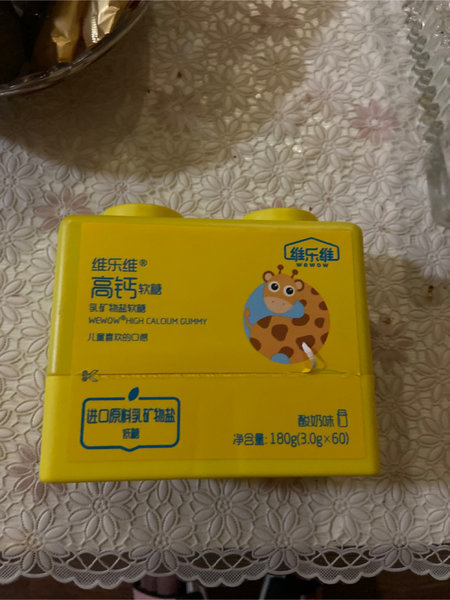 维乐维®
高钙软糖
乳矿物盐软糖
WEWOW®HIGH CALCIUM GUMMY
儿童喜欢的口感
维乐维
WEWOW
进口原料乳矿物盐
低糖
酸奶味
净含量: 180g(3.0g×60)